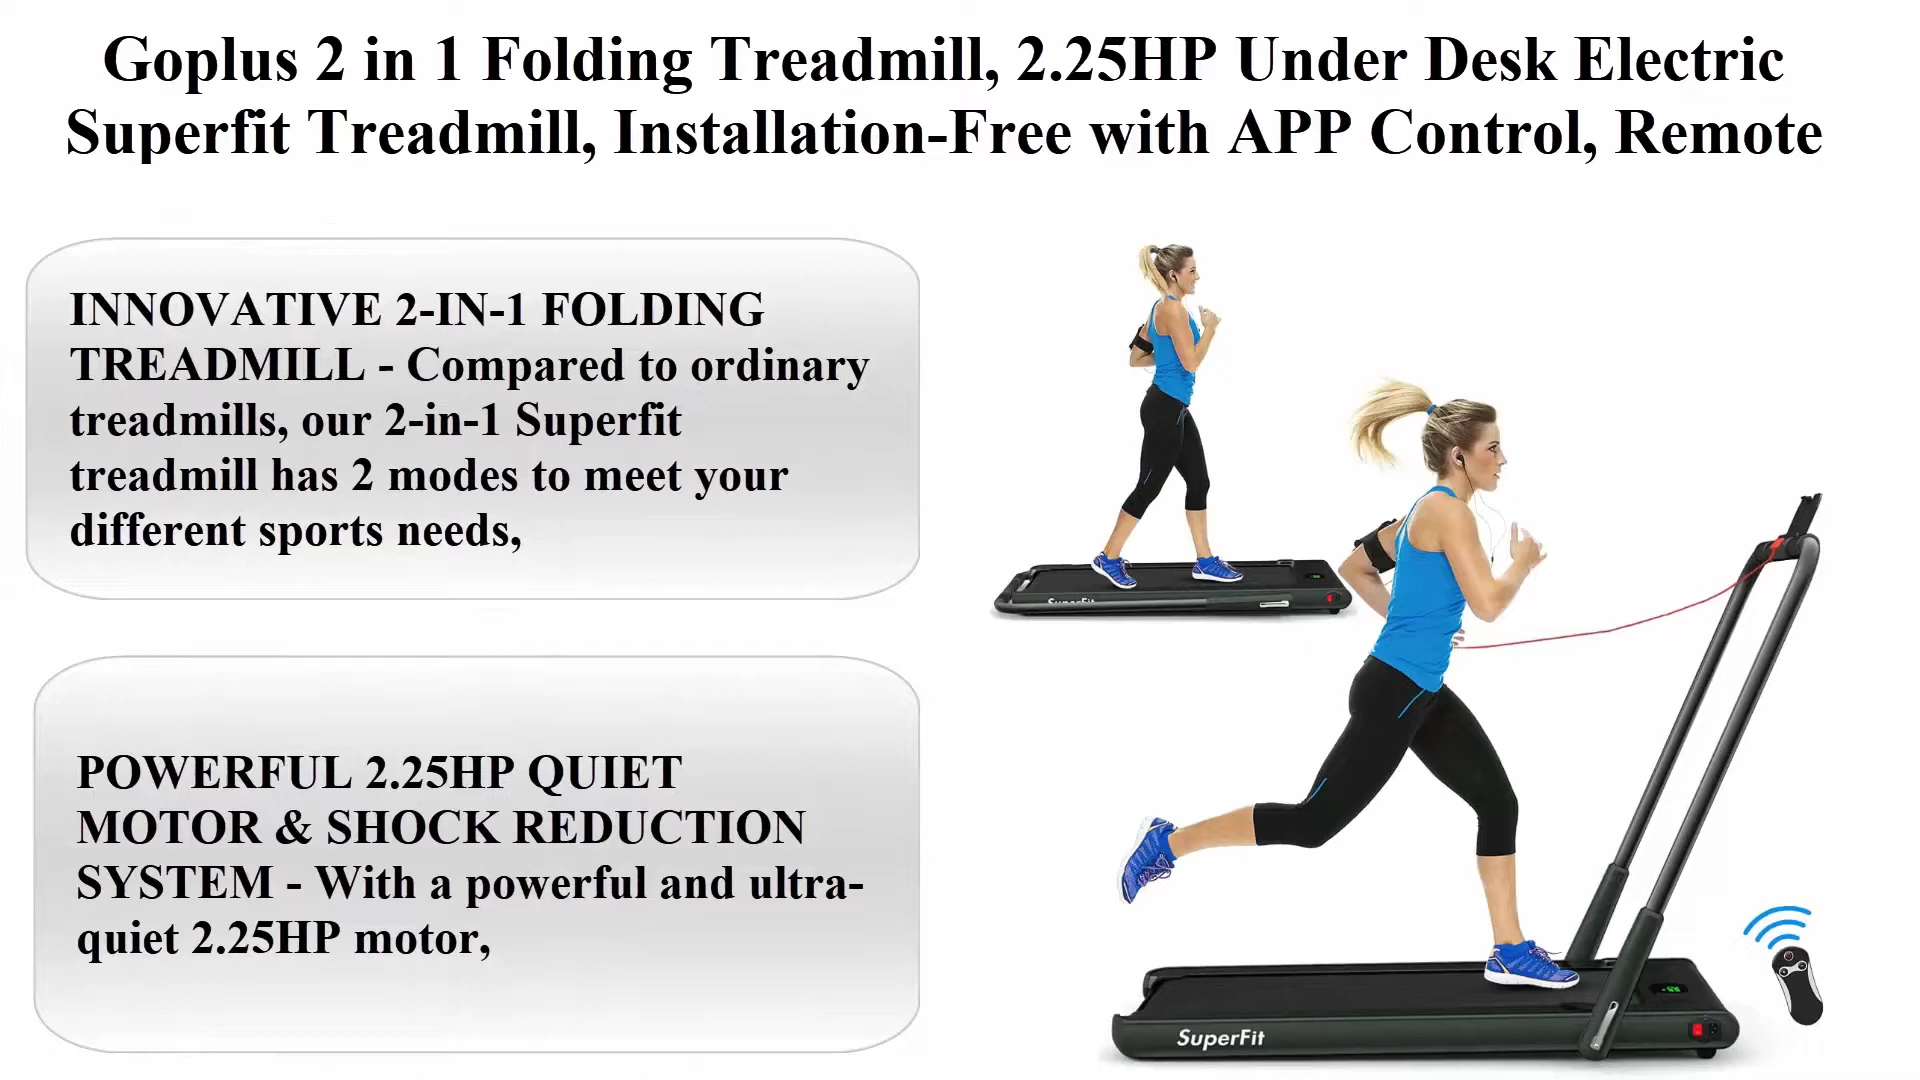 Goplus 2 in 1 Folding Treadmill, 2.25HP Under Desk Electric
Superfit Treadmill, Installation-Free with APP Control, Remote
INNOVATIVE 2-IN-1 FOLDING
TREADMILL - Compared to ordinary
treadmills, our 2-in-1 Superfit
treadmill has 2 modes to meet your
different sports needs,
POWERFUL 2.25HP QUIET
MOTOR & SHOCK REDUCTION
SYSTEM - With a powerful and ultra-
quiet 2.25HP motor,
SuperFit
SuperFit